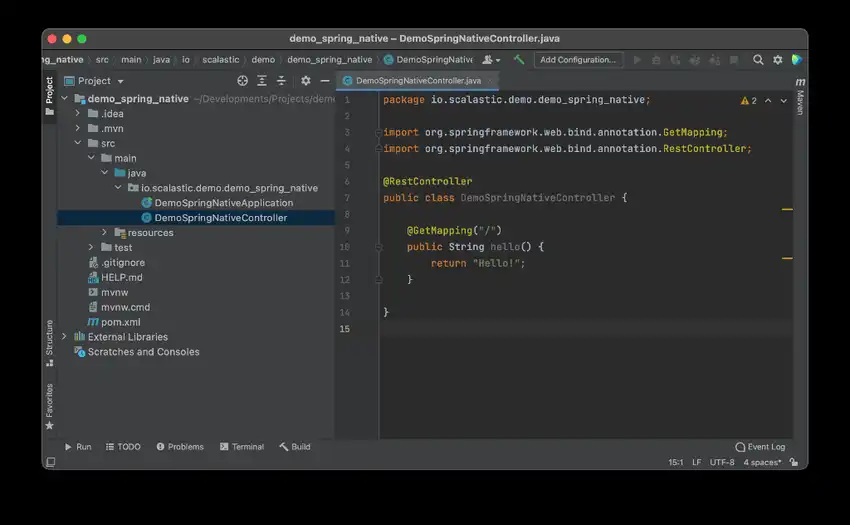 demo_spring_native – DemoSpringNativeController.java
ng_native src main java io scalastic demo demo_spring_native DemoSpringNative Add Configuration...
Project
DemoSpringNativeController.java
Project
Structure
Favorites
Maven
demo_spring_native ~/Developments/Projects/demo
.idea
.mvn
src
main
java
io.scalastic.demo.demo_spring_native
DemoSpringNativeApplication
DemoSpringNativeController
resources
test
.gitignore
HELP.md
mvnw
mvnw.cmd
pom.xml
External Libraries
Scratches and Consoles
2
1 package io.scalastic.demo.demo_spring_native;
2
3 import org.springframework.web.bind.annotation.GetMapping;
4 import org.springframework.web.bind.annotation.RestController;
5
6 @RestController
7 public class DemoSpringNativeController {
8
9 @GetMapping("/")
10 public String hello() {
11 return "Hello!";
12 }
13
14 }
15
Run TODO Problems Terminal Build Event Log
15:1 LF UTF-8 4 spaces*